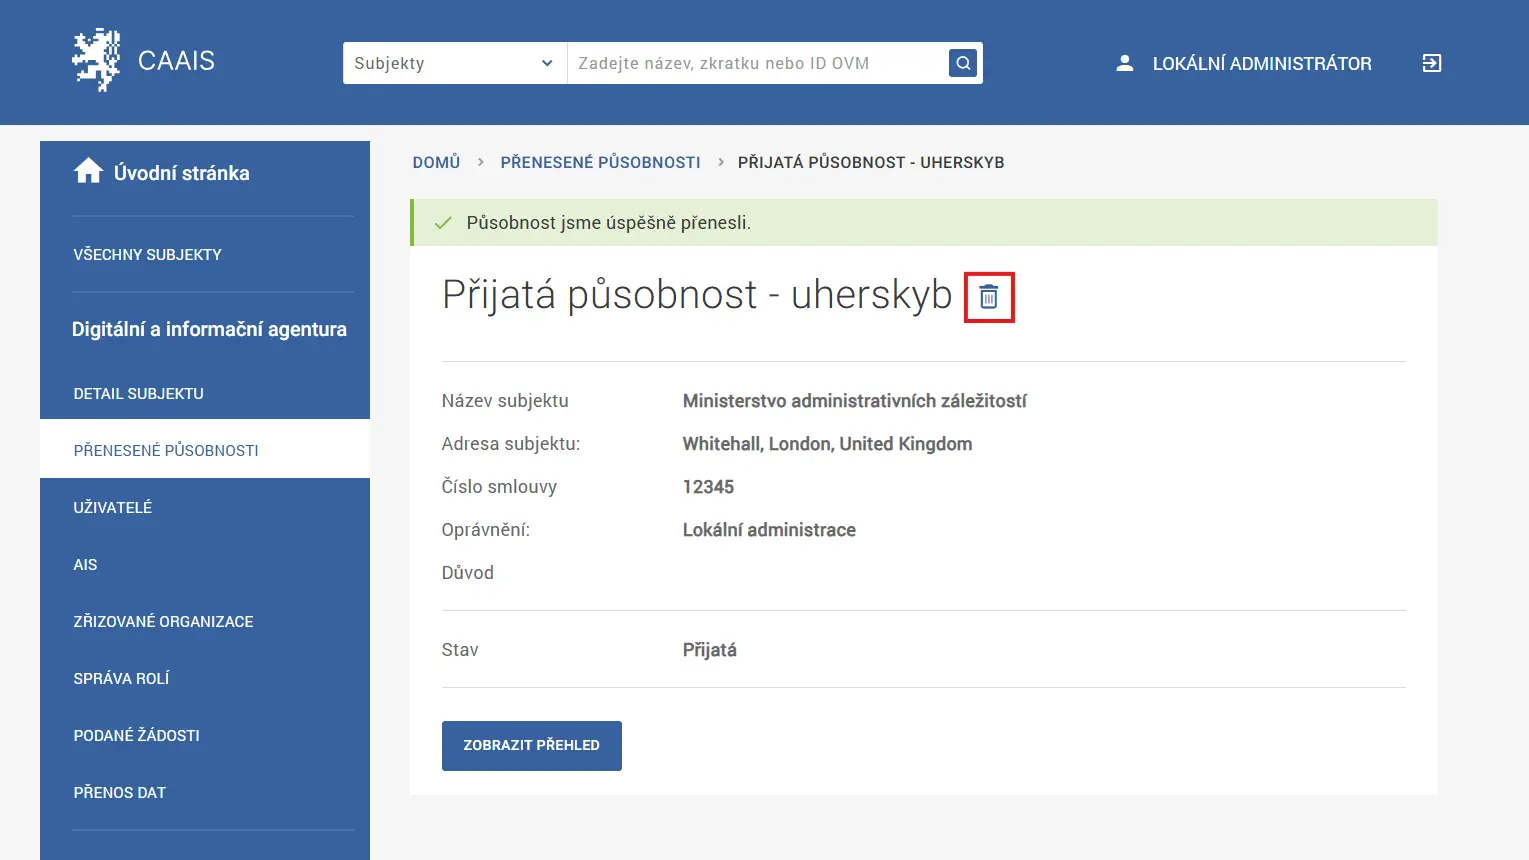 CAAIS
Subjekty
Zadejte název, zkratku nebo ID OVM
LOKÁLNÍ ADMINISTRÁTOR
Úvodní stránka
VŠECHNY SUBJEKTY
Digitální a informační agentura
DETAIL SUBJEKTU
PŘENESENÉ PŮSOBNOSTI
UŽIVATELÉ
AIS
ZŘIZOVANÉ ORGANIZACE
SPRÁVA ROLÍ
PODANÉ ŽÁDOSTI
PŘENOS DAT
DOMŮ > PŘENESENÉ PŮSOBNOSTI > PŘIJATÁ PŮSOBNOST - UHERSKYB
Působnost jsme úspěšně přenesli.
Přijatá působnost - uherskyb
Název subjektu Ministerstvo administrativních záležitostí
Adresa subjektu: Whitehall, London, United Kingdom
Číslo smlouvy 12345
Oprávnění: Lokální administrace
Důvod
Stav Přijatá
ZOBRAZIT PŘEHLED